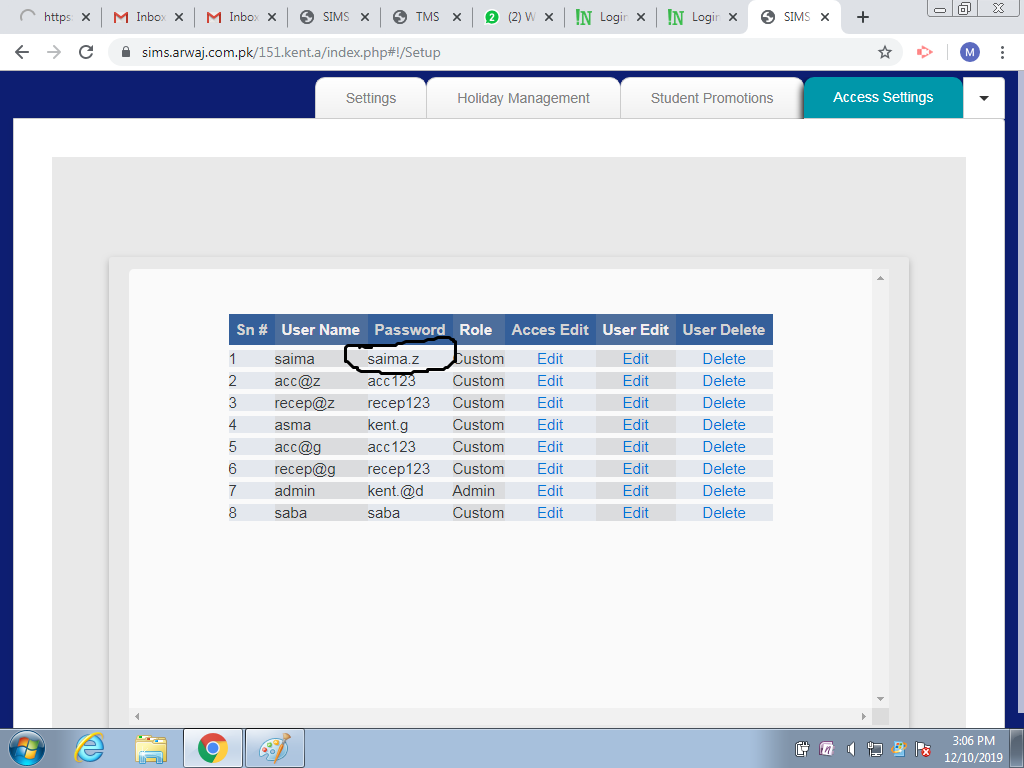 https: Inbox Inbox SIMS TMS (2) W Login Login SIMS
sims.arwaj.com.pk/151.kent.a/index.php#!/Setup M
Settings Holiday Management Student Promotions Access Settings
Sn # User Name Password Role Acces Edit User Edit User Delete
1 saima saima.z Custom Edit Edit Delete
2 acc@z acc123 Custom Edit Edit Delete
3 recep@z recep123 Custom Edit Edit Delete
4 asma kent.g Custom Edit Edit Delete
5 acc@g acc123 Custom Edit Edit Delete
6 recep@g recep123 Custom Edit Edit Delete
7 admin kent.@d Admin Edit Edit Delete
8 saba saba Custom Edit Edit Delete
3:06 PM
12/10/2019